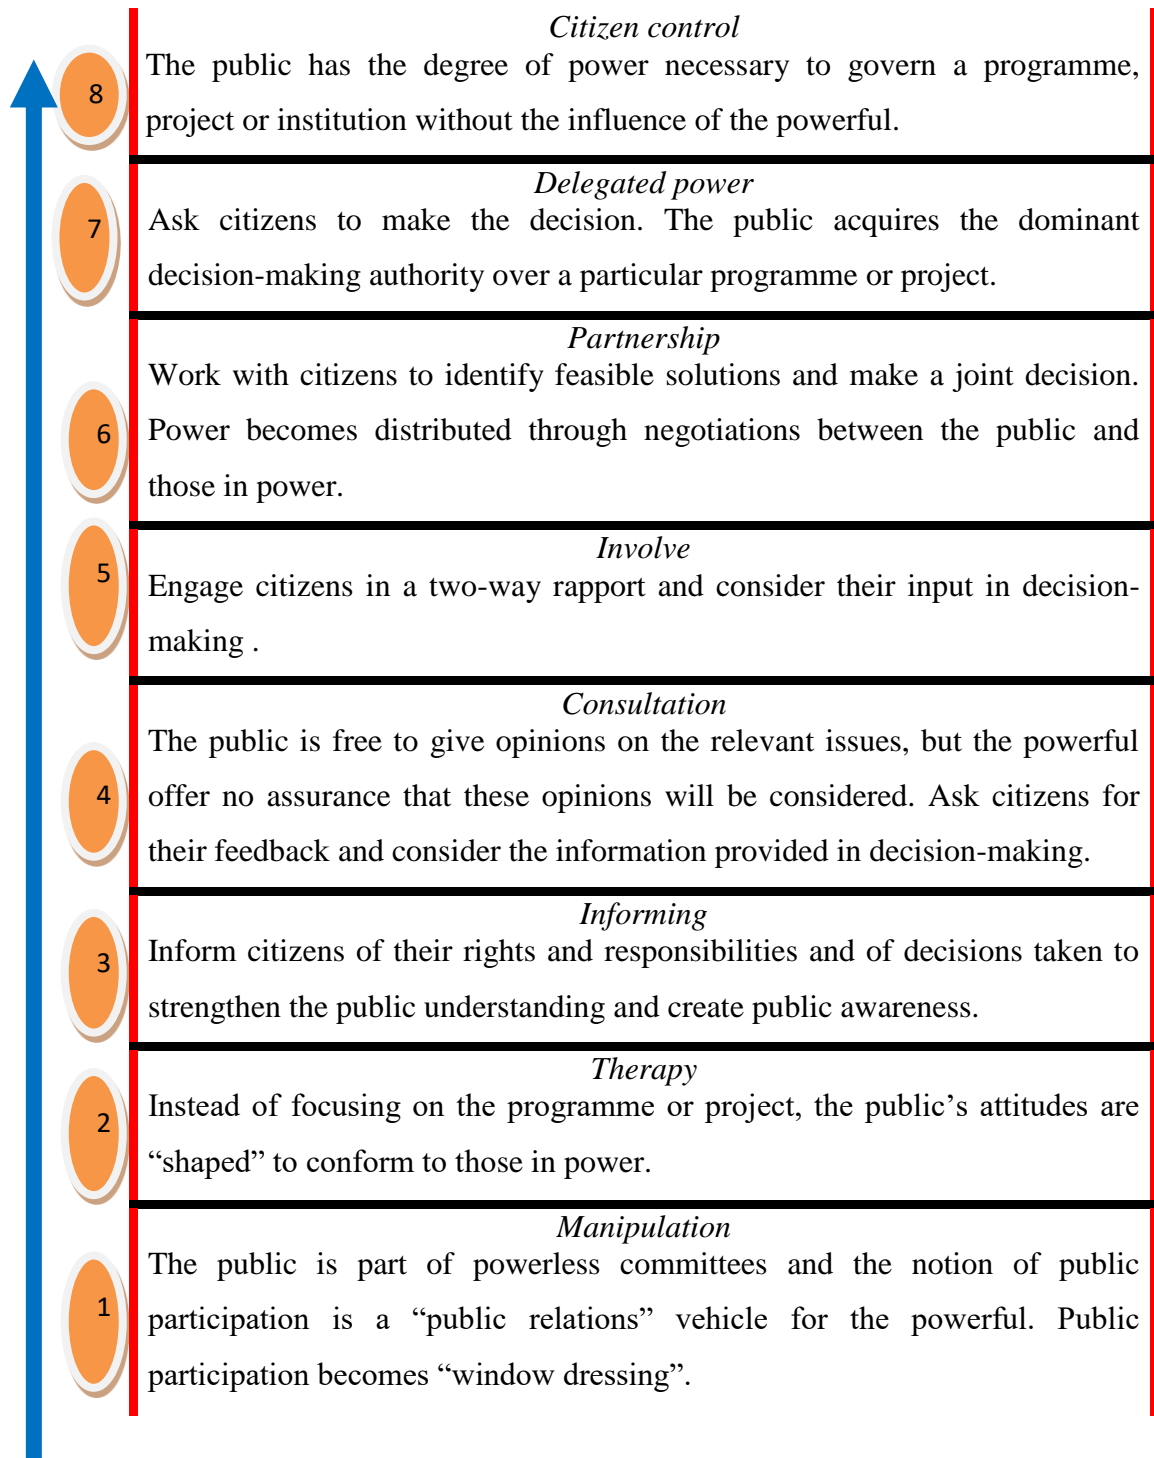 Citizen control
8
The public has the degree of power necessary to govern a programme,
project or institution without the influence of the powerful.
Delegated power
7
Ask citizens to make the decision. The public acquires the dominant
decision-making authority over a particular programme or project.
Partnership
Work with citizens to identify feasible solutions and make a joint decision.
6
Power becomes distributed through negotiations between the public and
those in power.
Involve
5
Engage citizens in a two-way rapport and consider their input in decision-
making .
Consultation
The public is free to give opinions on the relevant issues, but the powerful
4
offer no assurance that these opinions will be considered. Ask citizens for
their feedback and consider the information provided in decision-making.
Informing
3
Inform citizens of their rights and responsibilities and of decisions taken to
strengthen the public understanding and create public awareness.
Therapy
2
Instead of focusing on the programme or project, the public’s attitudes are
“shaped” to conform to those in power.
Manipulation
The public is part of powerless committees and the notion of public
1
participation is a “public relations” vehicle for the powerful. Public
participation becomes “window dressing”.